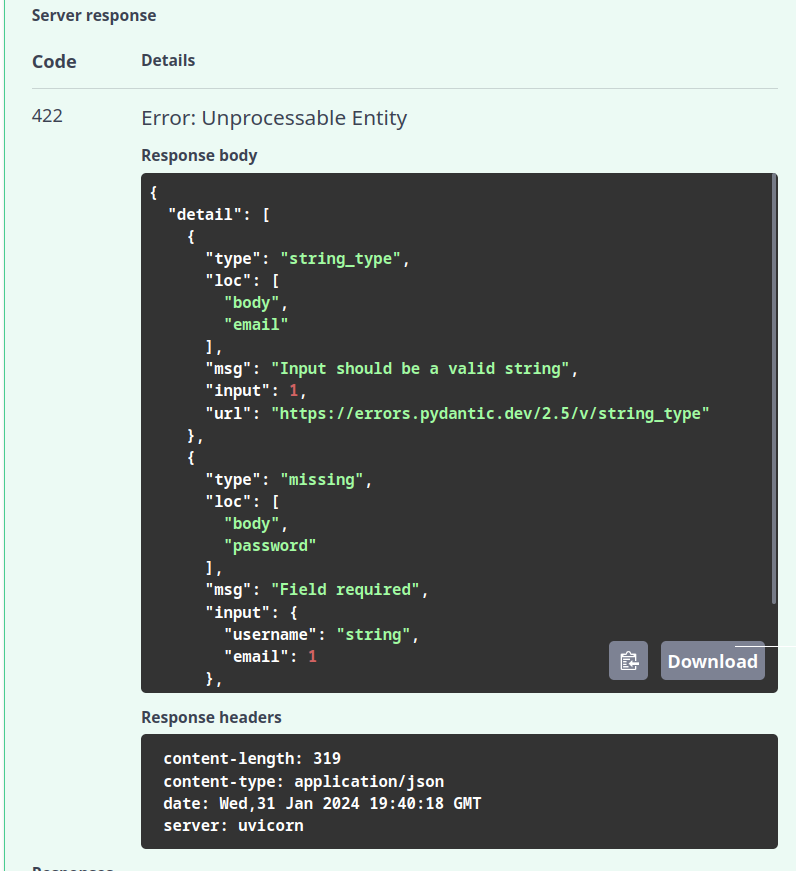 Server response
Code Details
422 Error: Unprocessable Entity
Response body
{
  "detail": [
    {
      "type": "string_type",
      "loc": [
        "body",
        "email"
      ],
      "msg": "Input should be a valid string",
      "input": 1,
      "url": "https://errors.pydantic.dev/2.5/v/string_type"
    },
    {
      "type": "missing",
      "loc": [
        "body",
        "password"
      ],
      "msg": "Field required",
      "input": {
        "username": "string",
        "email": 1
      },
Download
Response headers
content-length: 319
content-type: application/json
date: Wed,31 Jan 2024 19:40:18 GMT
server: uvicorn
Responses